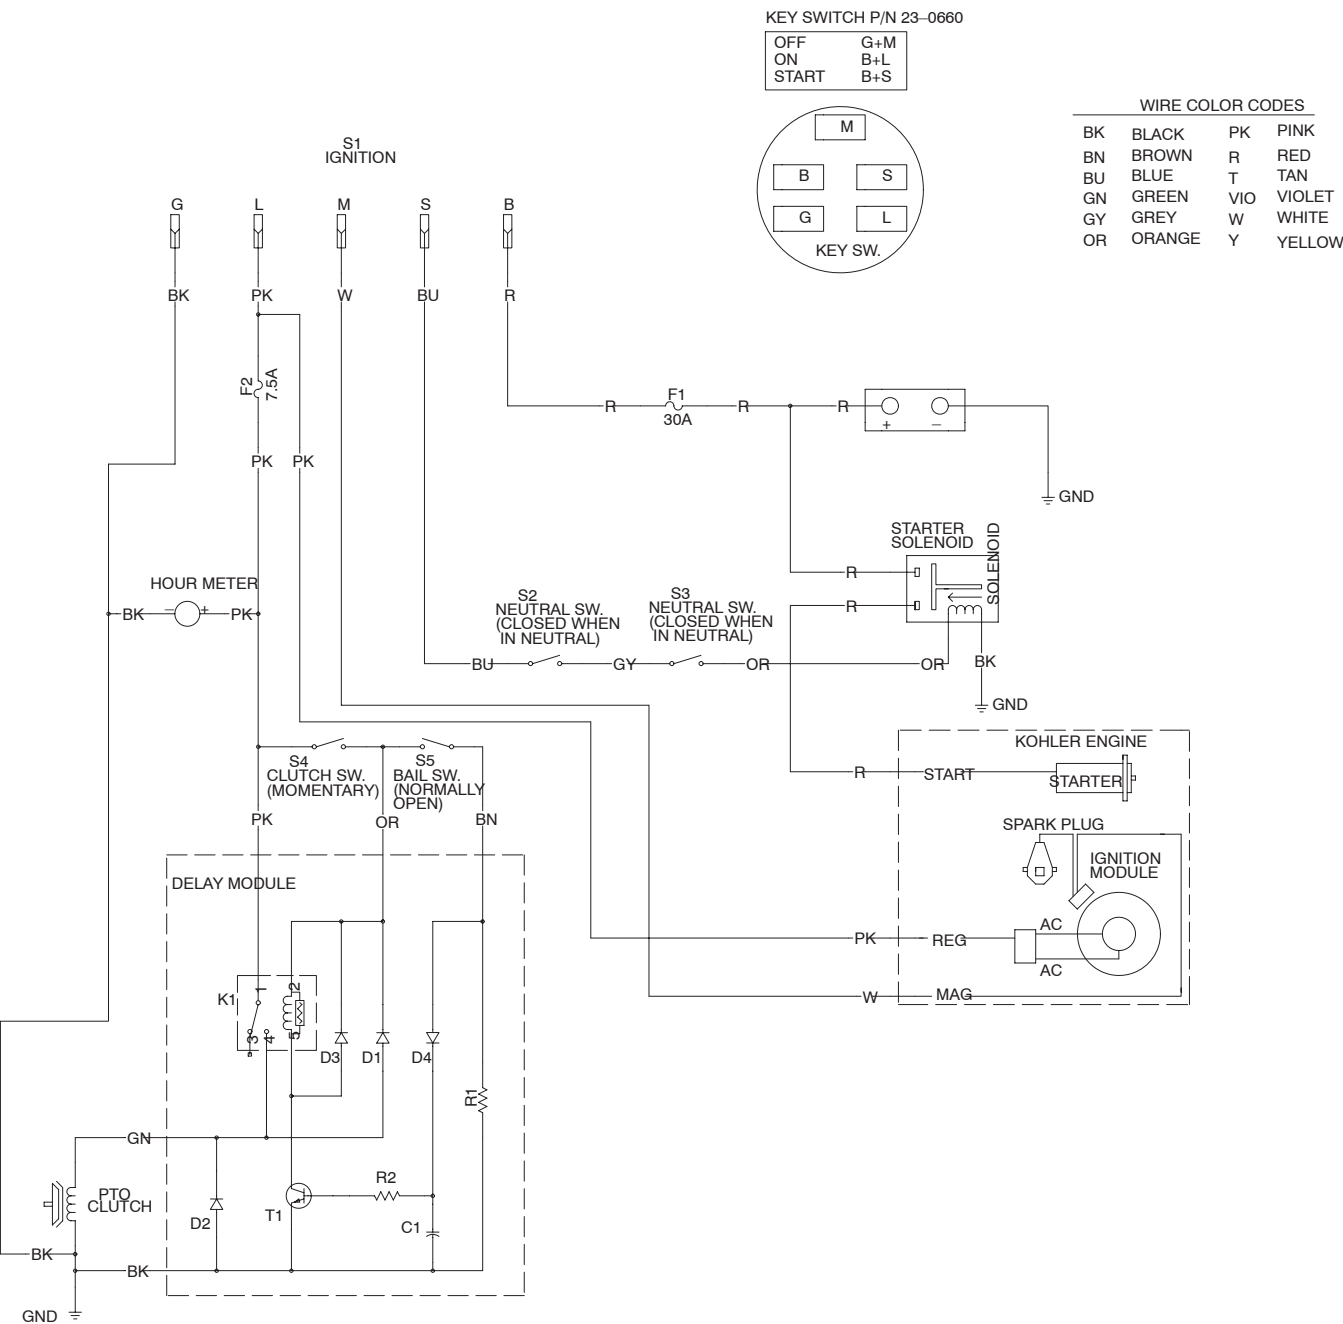 KEY SWITCH P/N 23-0660
OFF G+M
ON B+L
START B+S
WIRE COLOR CODES
BK BLACK PK PINK
BN BROWN R RED
BU BLUE T TAN
GN GREEN VIO VIOLET
GY GREY W WHITE
OR ORANGE Y YELLOW
M
B S
G L
KEY SW.
S1
IGNITION
G L M S B
BK PK W BU R
F2
7.5A
R F1 R R
30A
+ −
PK PK
GND
STARTER
SOLENOID
SOLENOID
R
R
HOUR METER
BK − + PK
S2
NEUTRAL SW.
(CLOSED WHEN
IN NEUTRAL)
S3
NEUTRAL SW.
(CLOSED WHEN
IN NEUTRAL)
BU GY OR OR BK
GND
KOHLER ENGINE
R START STARTER
S4
CLUTCH SW.
(MOMENTARY)
S5
BAIL SW.
(NORMALLY
OPEN)
PK OR BN
SPARK PLUG
IGNITION
MODULE
DELAY MODULE
AC
PK REG
AC
W MAG
K1 1 2
3 4 5
D3 D1 D4
R1
GN
PTO
CLUTCH
R2
D2 T1 C1
BK
BK
GND